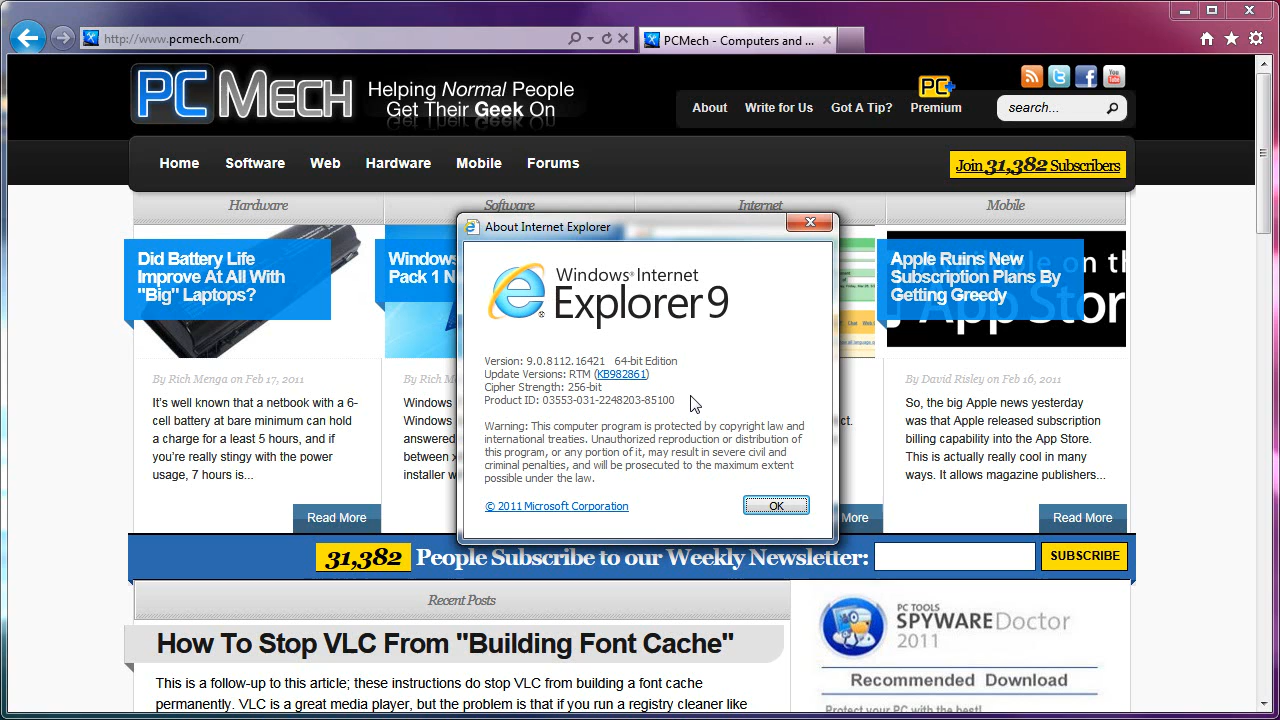 http://www.pcmech.com/
PCMech - Computers and ...
PC MECH
Helping Normal People
Get Their Geek On
About Write for Us Got A Tip? Premium
PC+
search...
Home Software Web Hardware Mobile Forums
Join 31,382 Subscribers
Hardware Software Internet Mobile
Did Battery Life
Improve At All With
"Big" Laptops?
By Rich Menga on Feb 17, 2011
It's well known that a netbook with a 6-
cell battery at bare minimum can hold
a charge for a least 5 hours, and if
you're really stinging with the power
usage, 7 hours is...
Read More
Windows
Pack 1 N
By Rich M
Windows
answered
between x
installer w
About Internet Explorer
Windows® Internet
Explorer 9
Version: 9.0.8112.16421 64-bit Edition
Update Versions: RTM (KB982861)
Cipher Strength: 256-bit
Product ID: 03553-031-2248203-85100
Warning: This computer program is protected by copyright law and
international treaties. Unauthorized reproduction or distribution of
this program, or any portion of it, may result in severe civil and
criminal penalties, and will be prosecuted to the maximum extent
possible under the law.
© 2011 Microsoft Corporation
OK
ct.
More
Apple Ruins New
Subscription Plans By
Getting Greedy
on th
App Store
By David Risley on Feb 16, 2011
So, the big Apple news yesterday
was that Apple released subscription
billing capability into the App Store.
This is actually really cool in many
ways. It allows magazine publishers...
Read More
31,382 People Subscribe to our Weekly Newsletter:
SUBSCRIBE
Recent Posts
How To Stop VLC From "Building Font Cache"
This is a follow-up to this article; these instructions do stop VLC from building a font cache
permanently. VLC is a great media player, but the problem is that if you run a registry cleaner like
PC TOOLS
SPYWARE Doctor
2011
Recommended Download
Protect your PC with the best!